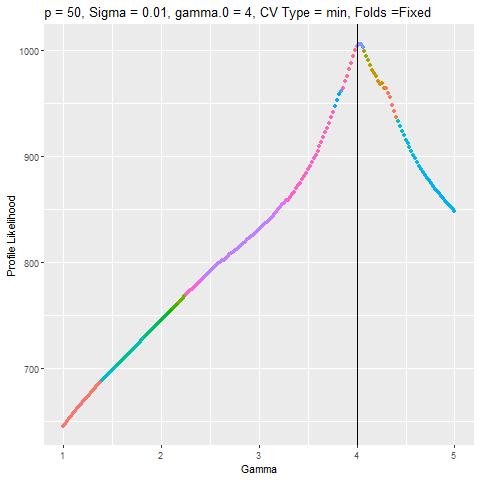 p = 50, Sigma = 0.01, gamma.0 = 4, CV Type = min, Folds =Fixed
1000
900
800
700
Profile Likelihood
1 2 3 4 5
Gamma